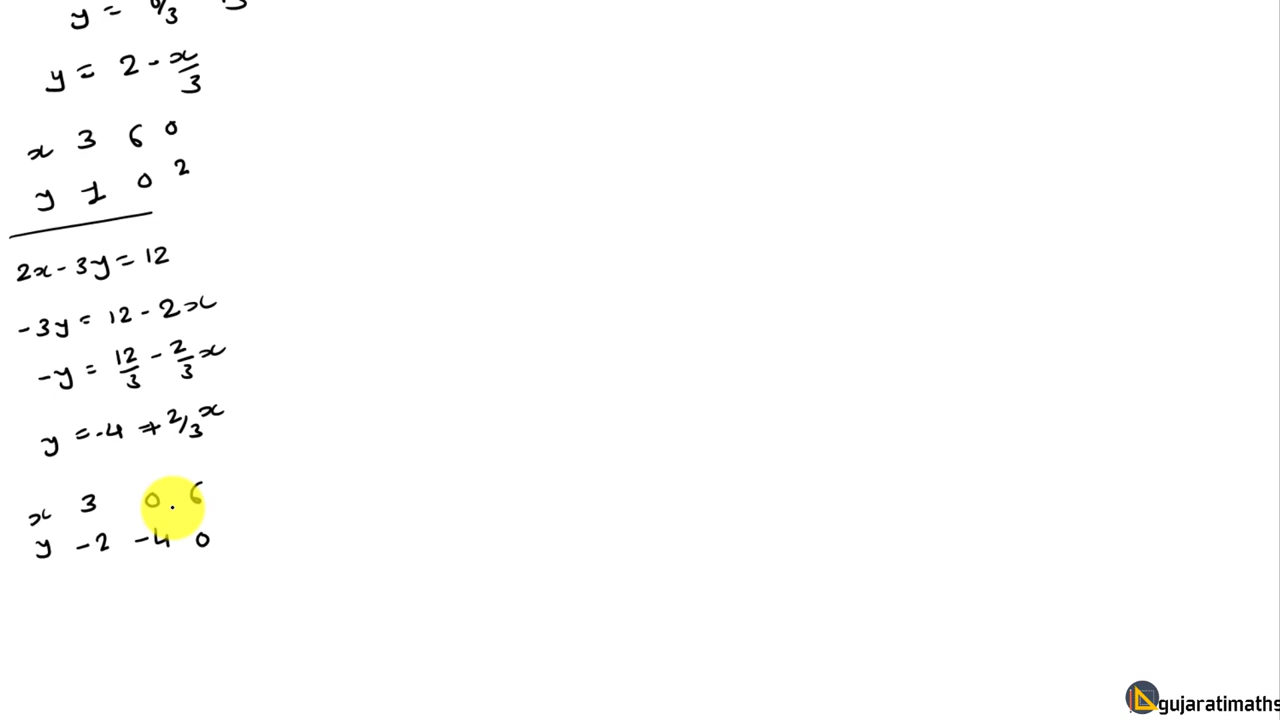 y =
y = 2 - x/3
x 3 6 0
y 1 0 2
2x - 3y = 12
-3y = 12 - 2x
-y = 12/3 - 2/3 x
y = -4 + 2/3 x
x 3 0 6
y -2 -4 0
gujaratimaths